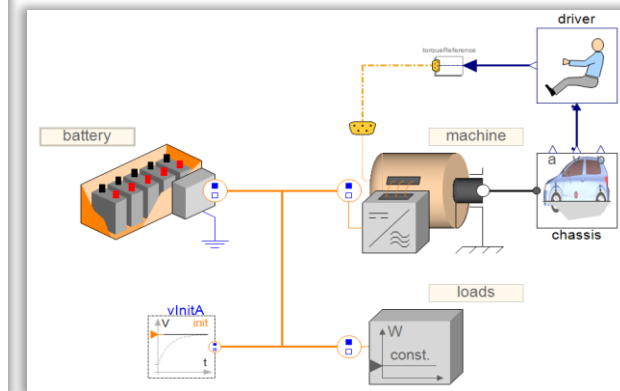 driver
torqueReference
battery
machine
a v p
chassis
vInitA
V init
t
loads
W
const.